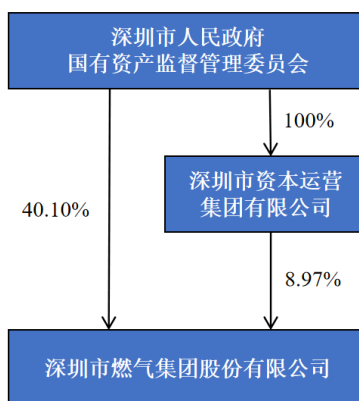 深圳市人民政府
国有资产监督管理委员会
100%
深圳市资本运营
集团有限公司
40.10%
8.97%
深圳市燃气集团股份有限公司